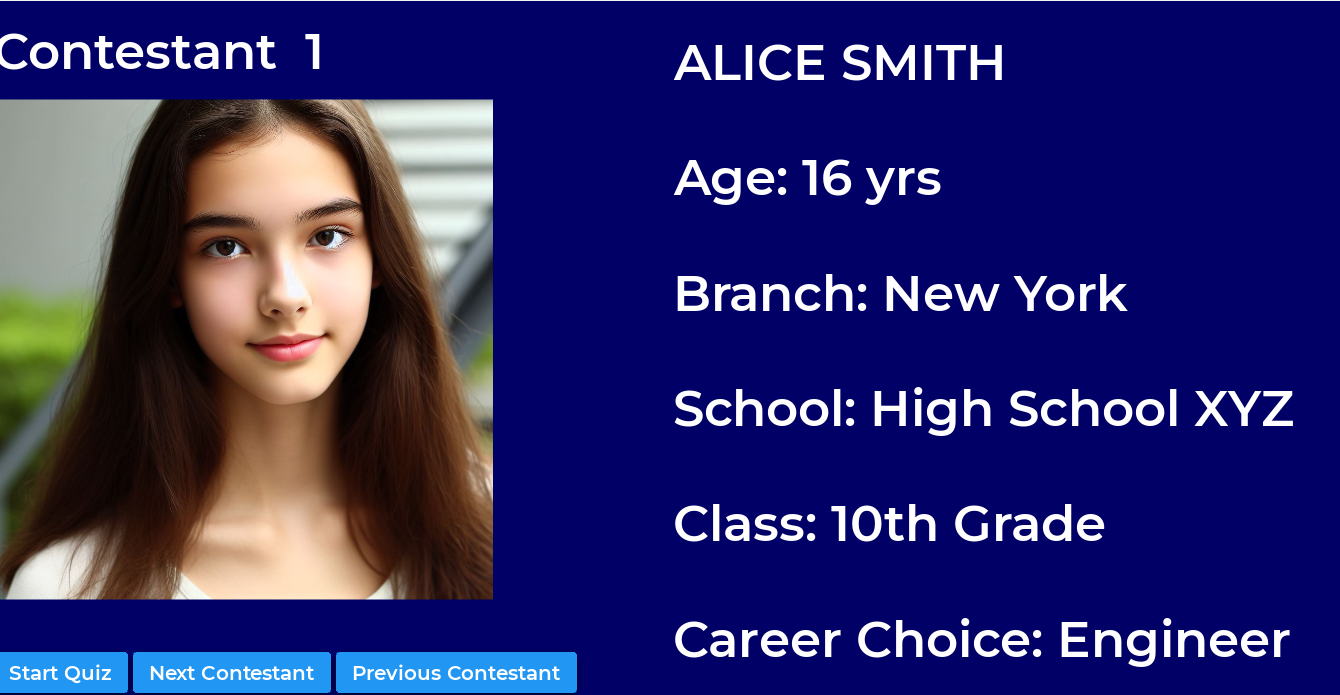 Contestant 1
ALICE SMITH
Age: 16 yrs
Branch: New York
School: High School XYZ
Class: 10th Grade
Career Choice: Engineer
Start Quiz
Next Contestant
Previous Contestant